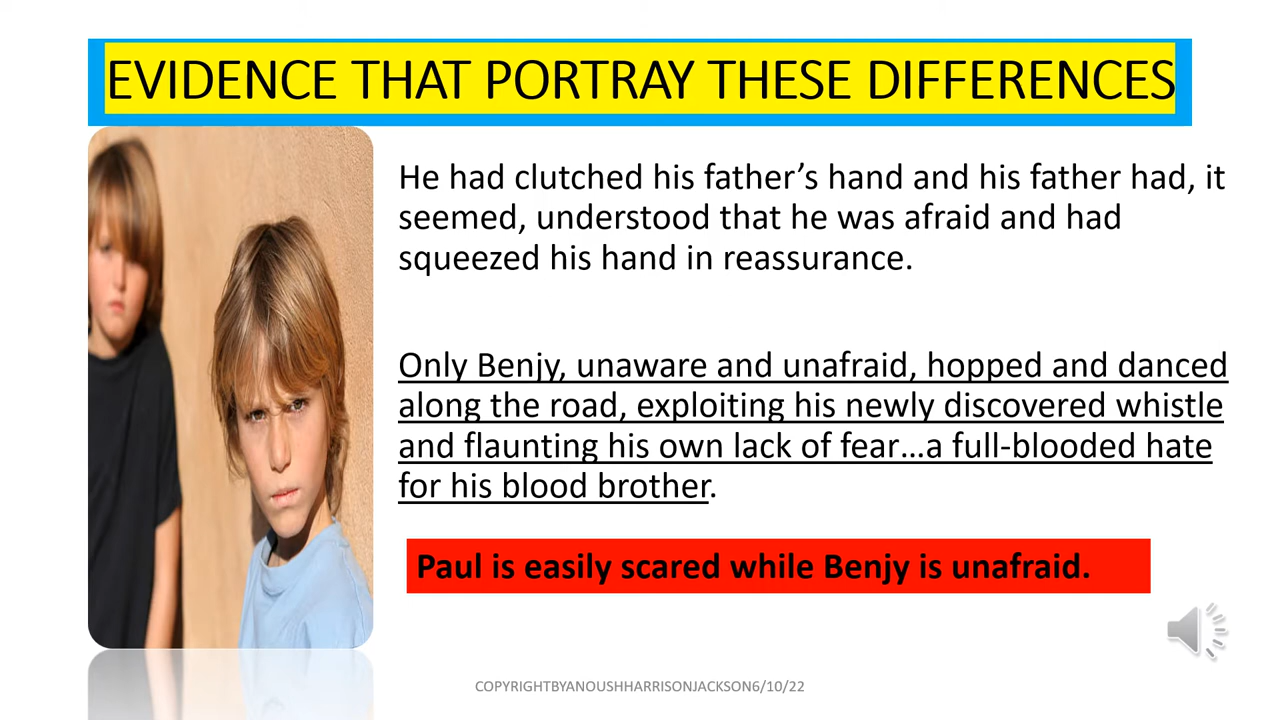 EVIDENCE THAT PORTRAY THESE DIFFERENCES
He had clutched his father’s hand and his father had, it
seemed, understood that he was afraid and had
squeezed his hand in reassurance.
Only Benjy, unaware and unafraid, hopped and danced
along the road, exploiting his newly discovered whistle
and flaunting his own lack of fear…a full-blooded hate
for his blood brother.
Paul is easily scared while Benjy is unafraid.
COPYRIGHTBYANOUSHHARRISONJACKSON6/10/22